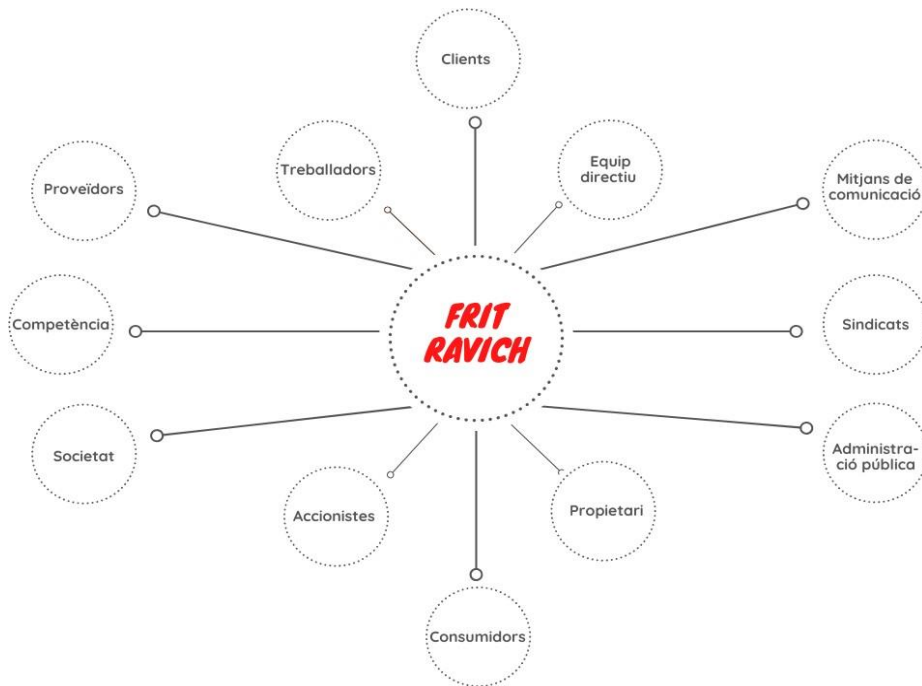 Clients
Treballadors
Equip
directiu
Proveïdors
Mitjans de
comunicació
FRIT
RAVICH
Competència
Sindicats
Societat
Administra-
ció pública
Accionistes
Propietari
Consumidors